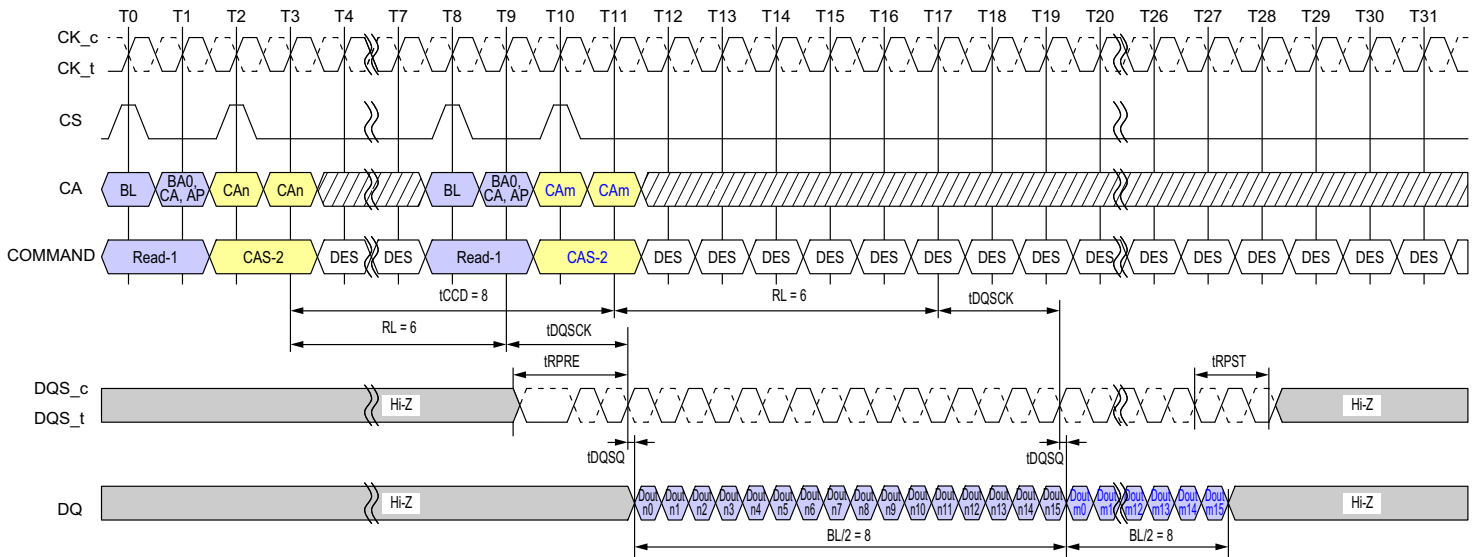 T0 T1 T2 T3 T4 T7 T8 T9 T10 T11 T12 T13 T14 T15 T16 T17 T18 T19 T20 T26 T27 T28 T29 T30 T31
CK_c
CK_t
CS
CA BL BA0, CA, AP CAn CAn BL BA0, CA, AP CAm CAm
COMMAND Read-1 CAS-2 DES DES Read-1 CAS-2 DES DES DES DES DES DES DES DES DES DES DES DES DES DES DES
tCCD = 8 RL = 6 tDQSCK
RL = 6 tDQSCK
tRPRE tRPST
DQS_c
DQS_t
Hi-Z Hi-Z
tDQSQ tDQSQ
DQ Hi-Z Dout n0 Dout n1 Dout n2 Dout n3 Dout n4 Dout n5 Dout n6 Dout n7 Dout n8 Dout n9 Dout n10 Dout n11 Dout n12 Dout n13 Dout n14 Dout n15 Dout m0 Dout m1 Dout m12 Dout m13 Dout m14 Dout m15 Hi-Z
BL/2 = 8 BL/2 = 8